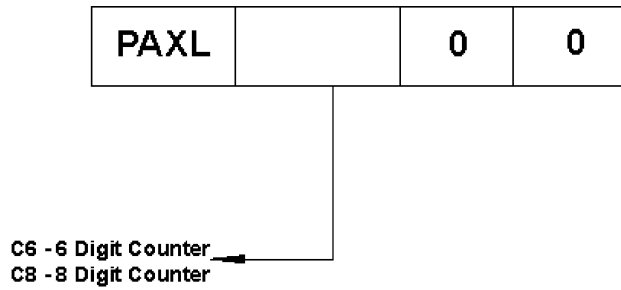 PAXL 0 0
C6 - 6 Digit Counter
C8 - 8 Digit Counter